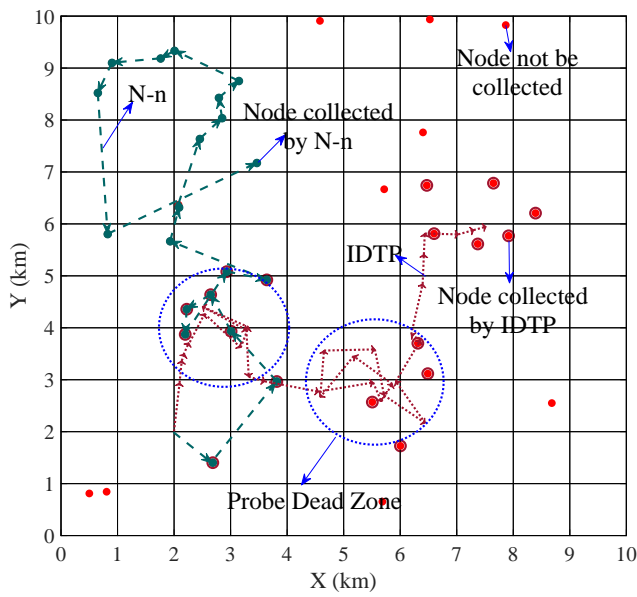 10
9
8
7
6
5
4
3
2
1
0
Y (km)
N-n
Node collected
by N-n
Node not be
collected
IDTR
Node collected
by IDTP
Probe Dead Zone
0 1 2 3 4 5 6 7 8 9 10
X (km)